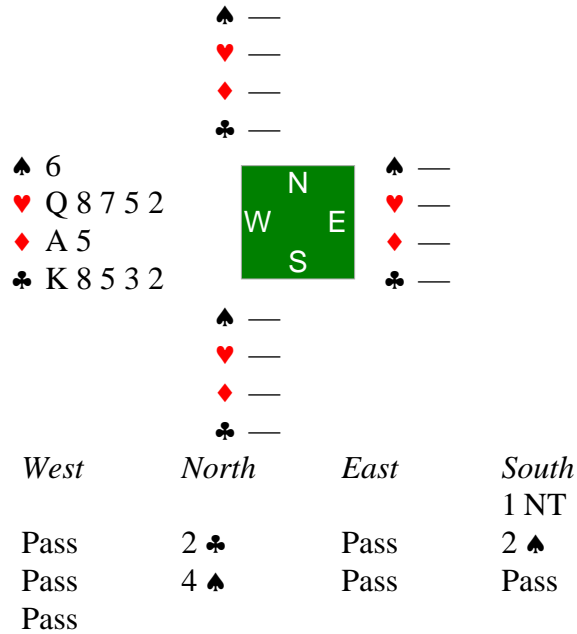 ♠ —
♥ —
♦ —
♣ —
♠ 6 N ♠ —
♥ Q 8 7 5 2 W E ♥ —
♦ A 5 ♦ —
♣ K 8 5 3 2 S ♣ —
♠ —
♥ —
♦ —
♣ —
West North East South
1 NT
Pass 2 ♣ Pass 2 ♠
Pass 4 ♠ Pass Pass
Pass